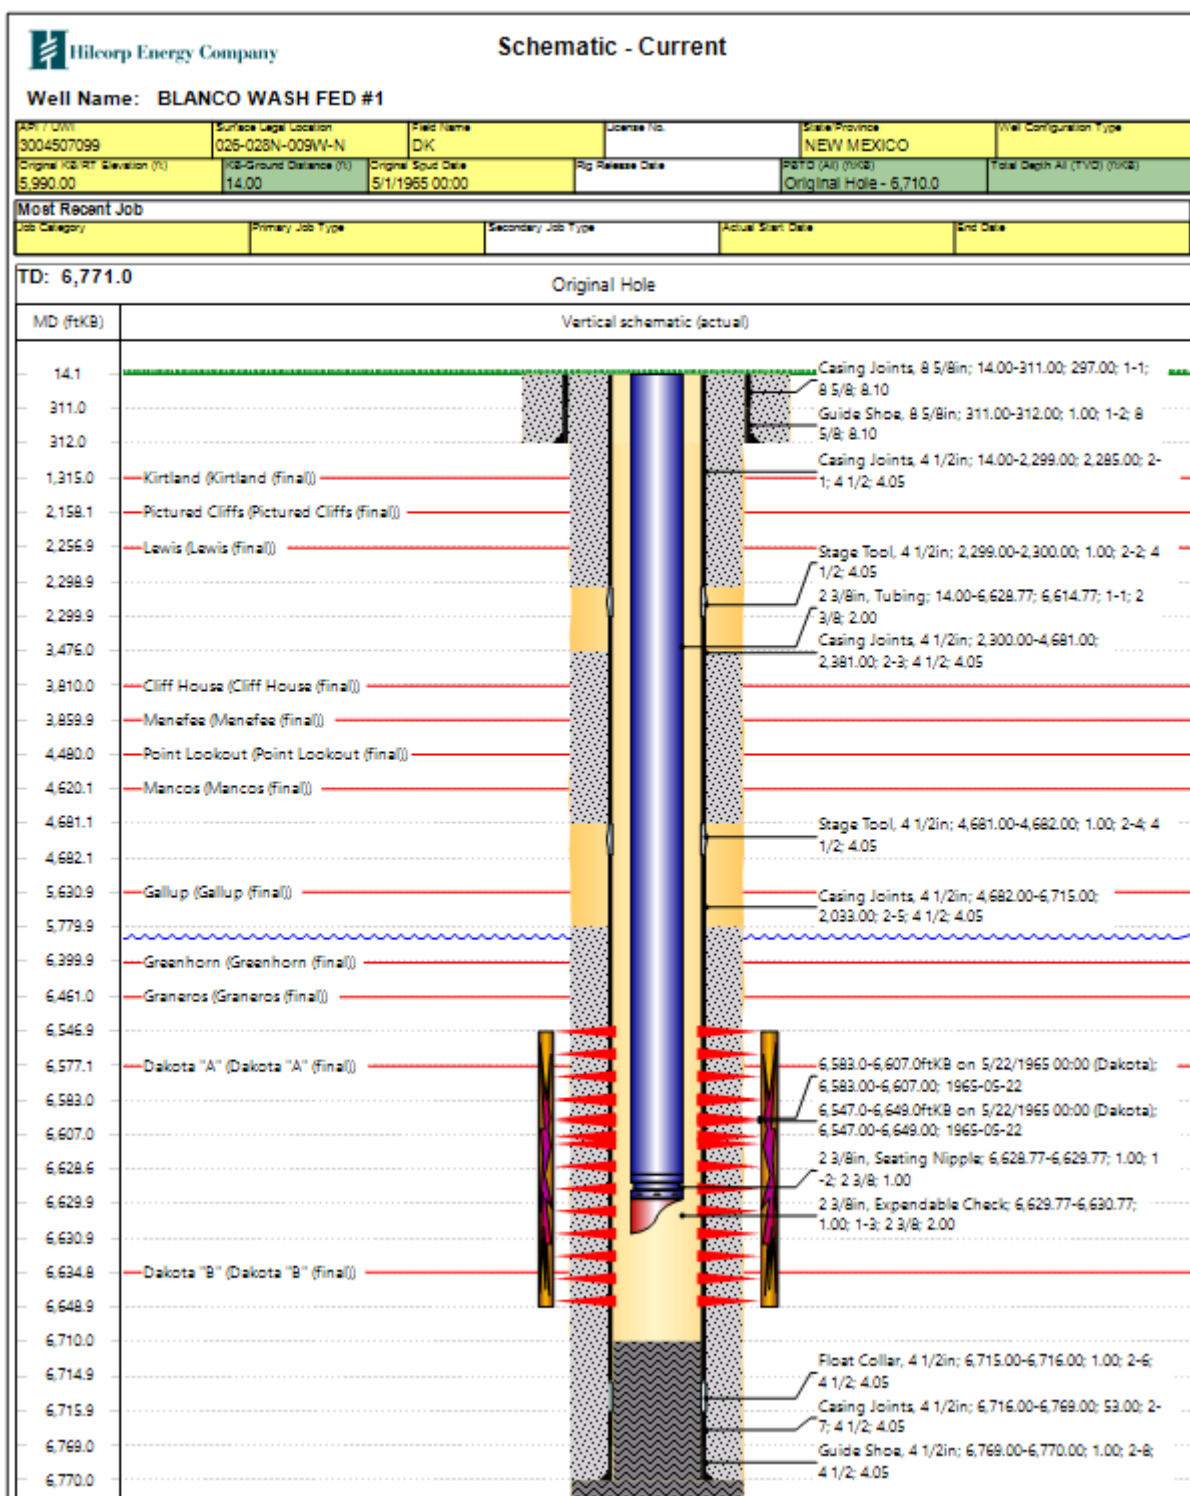 Hilcorp Energy Company
Schematic - Current
Well Name: BLANCO WASH FED #1
API / UWI
3004507099
Surface Legal Location
026-028N-009W-N
Field Name
DK
License No.
State/Province
NEW MEXICO
Well Configuration Type
Original KB/RT Elevation (ft)
5,990.00
KB-Ground Distance (ft)
14.00
Original Spud Date
5/1/1965 00:00
Rig Release Date
PBTD (All) (ftKB)
Original Hole - 6,710.0
Total Depth All (TVD) (ftKB)
Most Recent Job
Job Category
Primary Job Type
Secondary Job Type
Actual Start Date
End Date
TD: 6,771.0
Original Hole
MD (ftKB)
Vertical schematic (actual)
14.1
Casing Joints, 8 5/8in; 14.00-311.00; 297.00; 1-1;
8 5/8; 8.10
311.0
Guide Shoe, 8 5/8in; 311.00-312.00; 1.00; 1-2; 8
5/8; 8.10
312.0
Casing Joints, 4 1/2in; 14.00-2,299.00; 2,285.00; 2-
1; 4 1/2; 4.05
1,315.0
Kirtland (Kirtland (final))
2,158.1
Pictured Cliffs (Pictured Cliffs (final))
2,256.9
Lewis (Lewis (final))
Stage Tool, 4 1/2in; 2,299.00-2,300.00; 1.00; 2-2; 4
1/2; 4.05
2,298.9
2 3/8in, Tubing; 14.00-6,628.77; 6,614.77; 1-1; 2
3/8; 2.00
2,299.9
Casing Joints, 4 1/2in; 2,300.00-4,681.00;
2,381.00; 2-3; 4 1/2; 4.05
3,476.0
3,810.0
Cliff House (Cliff House (final))
3,859.9
Menefee (Menefee (final))
4,480.0
Point Lookout (Point Lookout (final))
4,620.1
Mancos (Mancos (final))
4,681.1
Stage Tool, 4 1/2in; 4,681.00-4,682.00; 1.00; 2-4; 4
1/2; 4.05
4,682.1
5,630.9
Gallup (Gallup (final))
Casing Joints, 4 1/2in; 4,682.00-6,715.00;
2,033.00; 2-5; 4 1/2; 4.05
5,779.9
6,399.9
Greenhorn (Greenhorn (final))
6,461.0
Graneros (Graneros (final))
6,546.9
6,577.1
Dakota "A" (Dakota "A" (final))
6,583.0-6,607.0ftKB on 5/22/1965 00:00 (Dakota);
6,583.00-6,607.00; 1965-05-22
6,583.0
6,547.0-6,649.0ftKB on 5/22/1965 00:00 (Dakota);
6,547.00-6,649.00; 1965-05-22
6,607.0
2 3/8in, Seating Nipple; 6,628.77-6,629.77; 1.00; 1
-2; 2 3/8; 1.00
6,628.6
2 3/8in, Expendable Check; 6,629.77-6,630.77;
1.00; 1-3; 2 3/8; 2.00
6,629.9
6,630.9
6,634.8
Dakota "B" (Dakota "B" (final))
6,648.9
6,710.0
Float Collar, 4 1/2in; 6,715.00-6,716.00; 1.00; 2-6;
4 1/2; 4.05
6,714.9
Casing Joints, 4 1/2in; 6,716.00-6,769.00; 53.00; 2-
7; 4 1/2; 4.05
6,715.9
Guide Shoe, 4 1/2in; 6,769.00-6,770.00; 1.00; 2-8;
4 1/2; 4.05
6,769.0
6,770.0